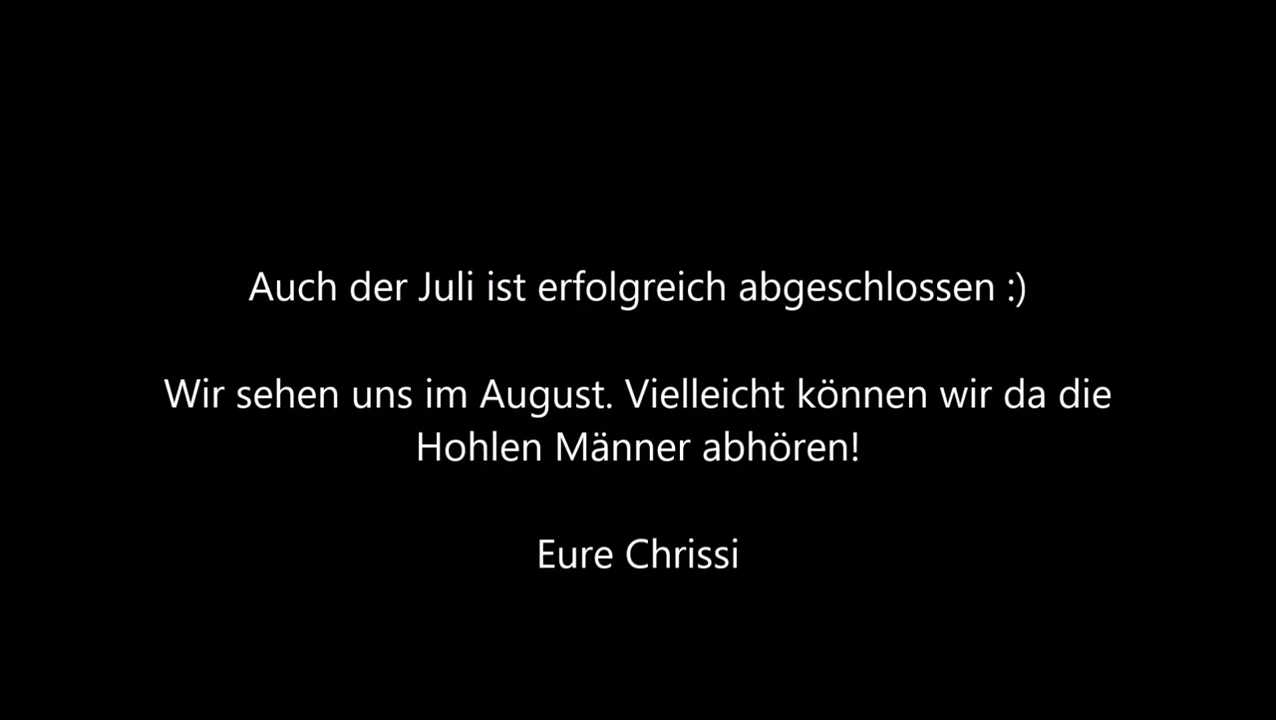 Auch der Juli ist erfolgreich abgeschlossen :)
Wir sehen uns im August. Vielleicht können wir da die
Hohlen Männer abhören!
Eure Chrissi